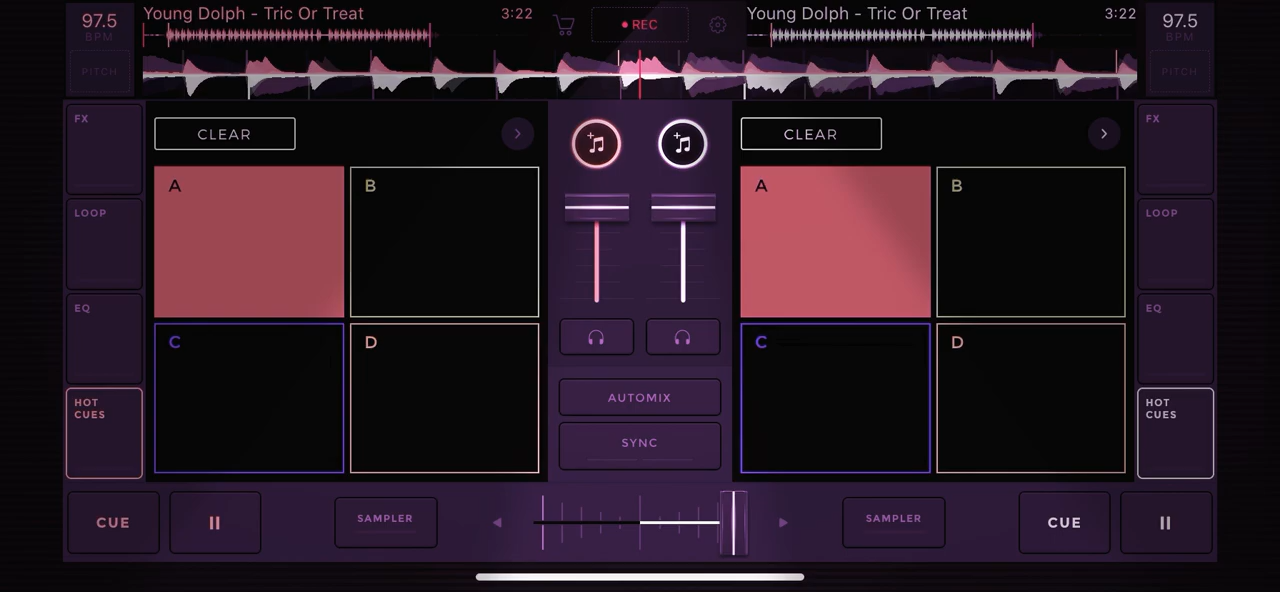 97.5
BPM
PITCH
Young Dolph - Tric Or Treat
3:22
REC
Young Dolph - Tric Or Treat
3:22
97.5
BPM
PITCH
FX
LOOP
EQ
HOT
CUES
CLEAR
A
B
C
D
AUTOMIX
SYNC
CLEAR
A
B
C
D
FX
LOOP
EQ
HOT
CUES
CUE
SAMPLER
SAMPLER
CUE